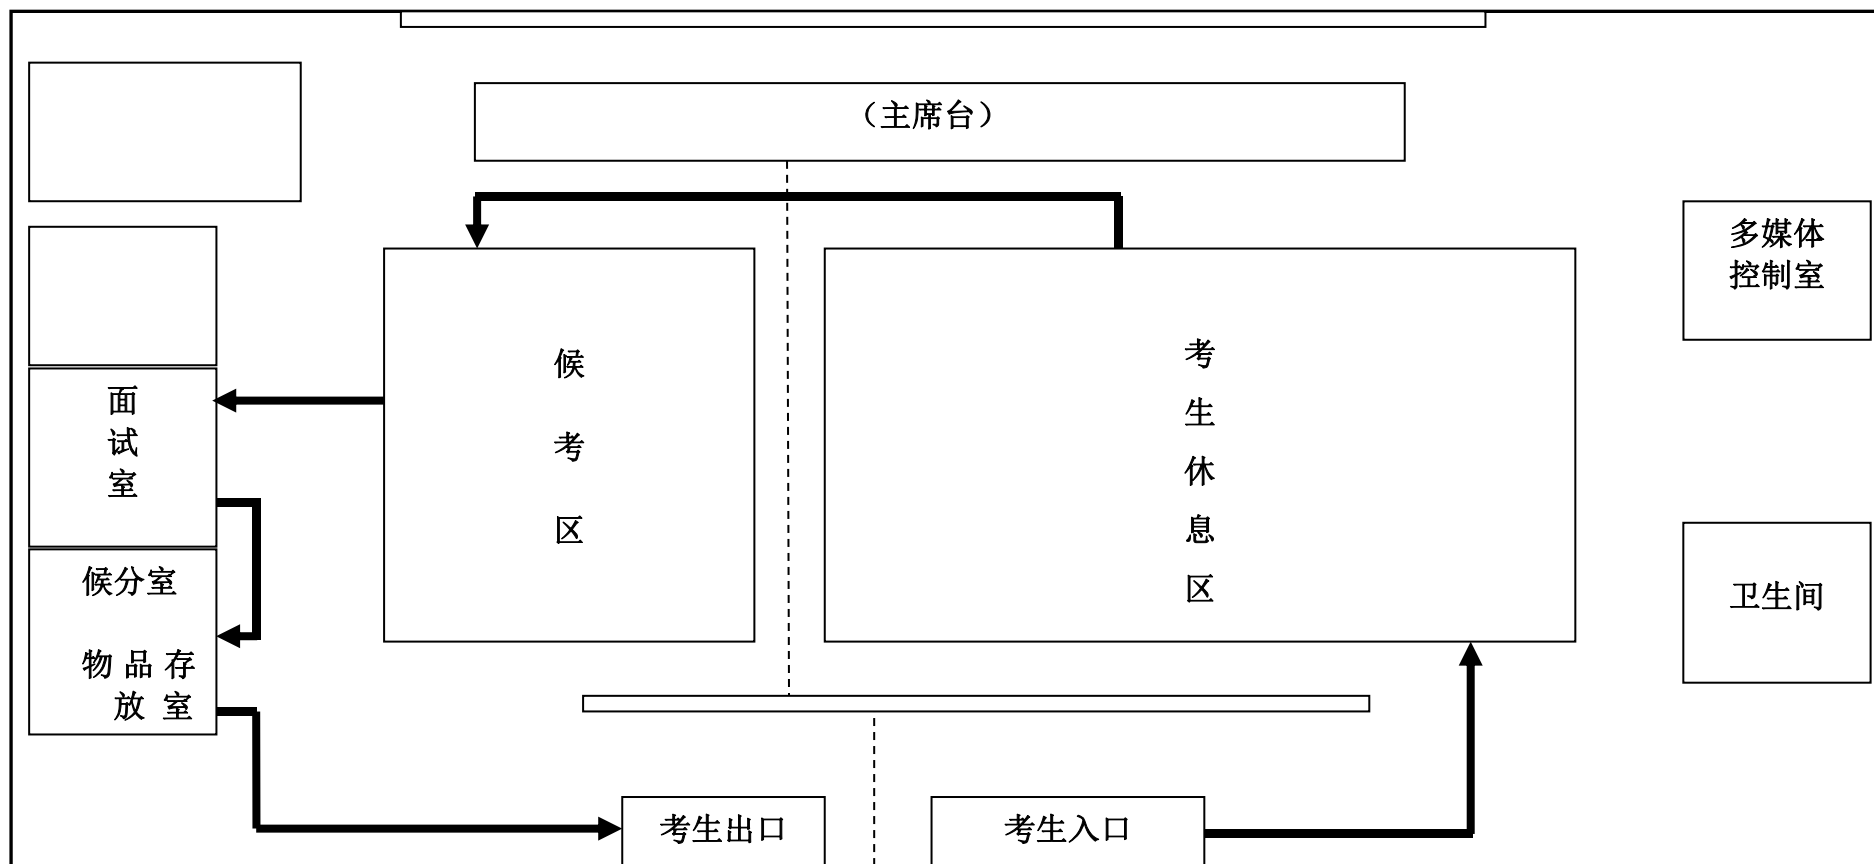 （主席台）
多媒体
控制室
候
考
区
考
生
休
息
区
面
试
室
候分室
物 品 存
放 室
卫生间
考生出口
考生入口